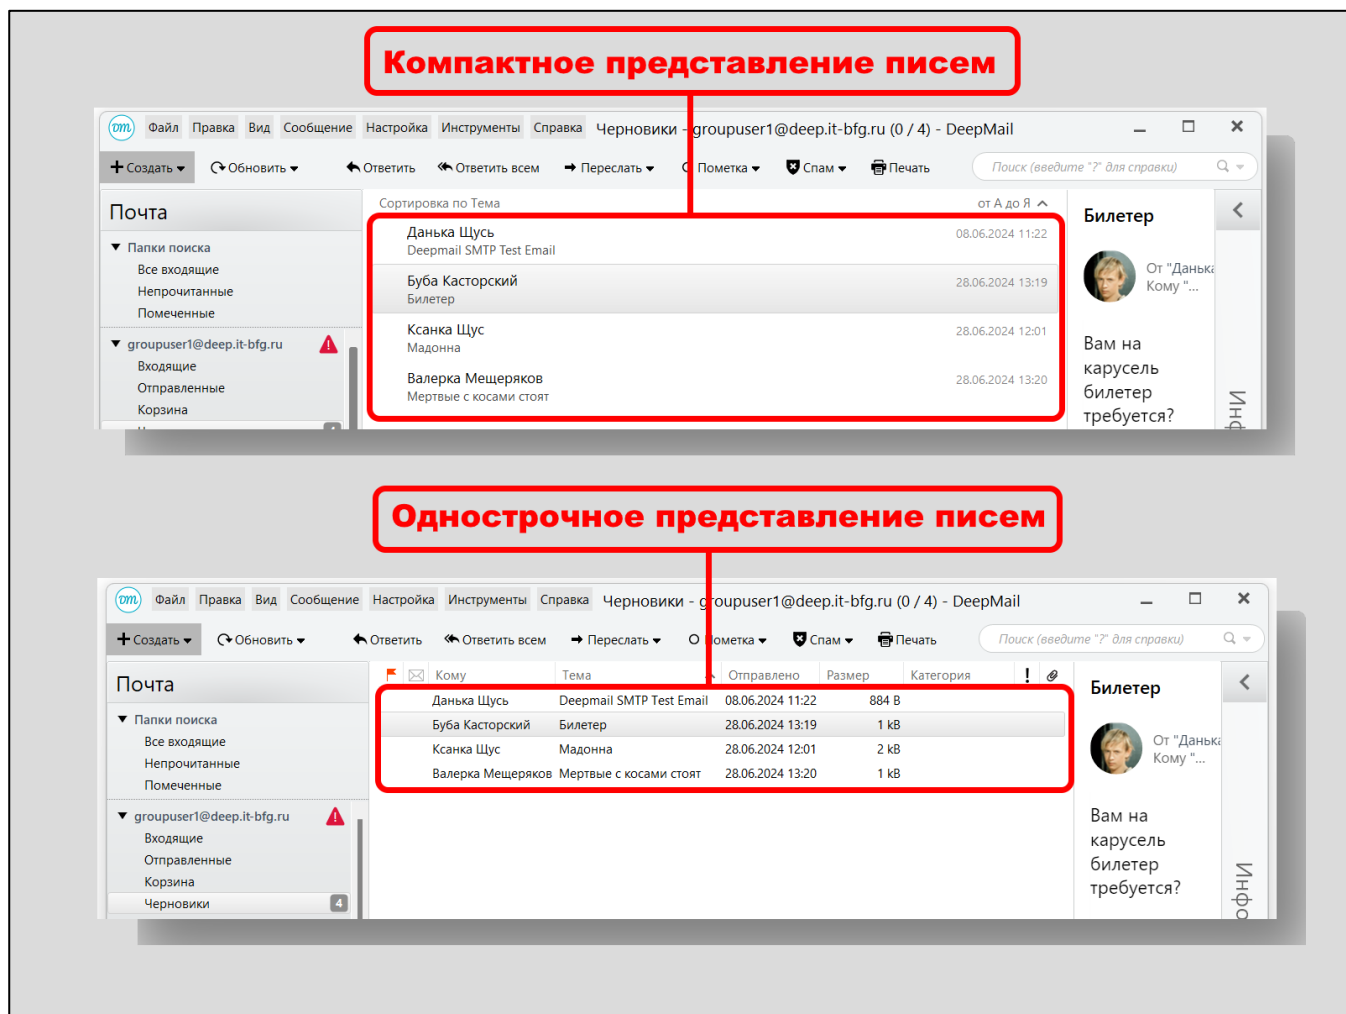 Компактное представление писем
dm Файл Правка Вид Сообщение Настройка Инструменты Справка Черновики - groupuser1@deep.it-bfg.ru (0 / 4) - DeepMail
Создать Обновить Ответить Ответить всем Переслать Пометка Спам Печать Поиск (введите "?" для справки)
Почта
Папки поиска
Все входящие
Непрочитанные
Помеченные
groupuser1@deep.it-bfg.ru
Входящие
Отправленные
Корзина
Сортировка по Тема от А до Я
Данька Щусь 08.06.2024 11:22
Deepmail SMTP Test Email
Буба Касторский 28.06.2024 13:19
Билетер
Ксанка Щус 28.06.2024 12:01
Мадонна
Валерка Мещеряков 28.06.2024 13:20
Мертвые с косами стоят
Билетер
От "Данька
Кому "...
Вам на
карусель
билетер
требуется?
Инф
Однострочное представление писем
dm Файл Правка Вид Сообщение Настройка Инструменты Справка Черновики - groupuser1@deep.it-bfg.ru (0 / 4) - DeepMail
Создать Обновить Ответить Ответить всем Переслать Пометка Спам Печать Поиск (введите "?" для справки)
Почта
Папки поиска
Все входящие
Непрочитанные
Помеченные
groupuser1@deep.it-bfg.ru
Входящие
Отправленные
Корзина
Черновики 4
Кому Тема Отправлено Размер Категория !
Данька Щусь Deepmail SMTP Test Email 08.06.2024 11:22 884 B
Буба Касторский Билетер 28.06.2024 13:19 1 kB
Ксанка Щус Мадонна 28.06.2024 12:01 2 kB
Валерка Мещеряков Мертвые с косами стоят 28.06.2024 13:20 1 kB
Билетер
От "Данька
Кому "...
Вам на
карусель
билетер
требуется?
Инфо